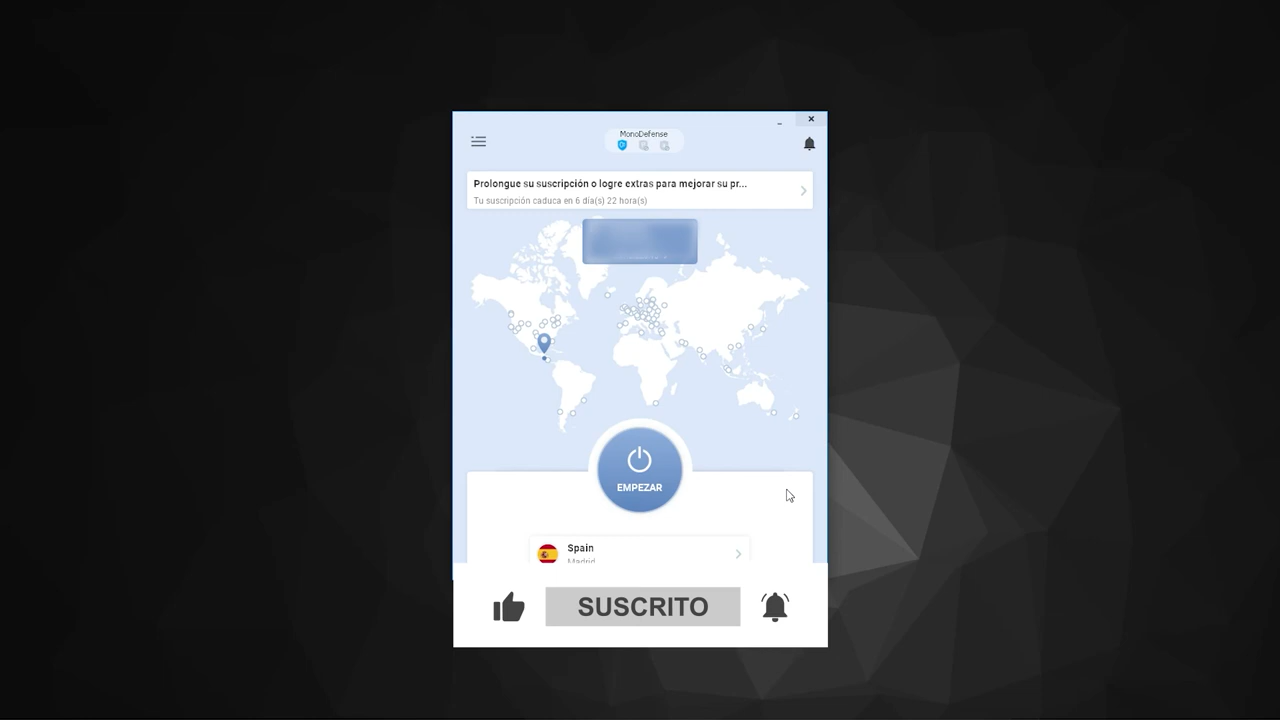 MonoDefense
Prolongue su suscripción o logre extras para mejorar su pr...
Tu suscripción caduca en 6 día(s) 22 hora(s)
EMPEZAR
Spain
Madrid
SUSCRITO